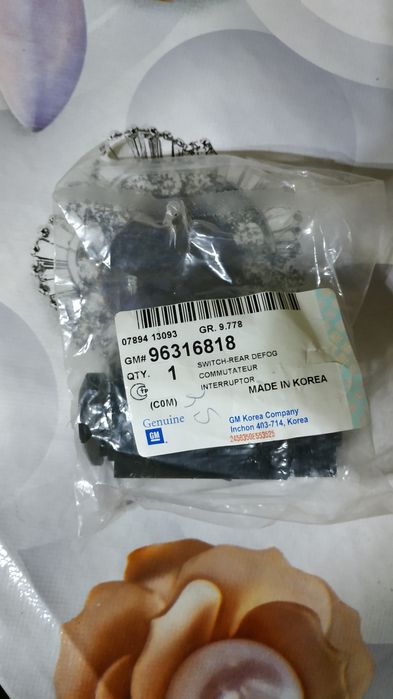 07894 13093 GR. 9.778
GM# 96316818
QTY. 1 SWITCH-REAR DEFOG
COMMUTATEUR
INTERRUPTOR MADE IN KOREA
(C0M)
Genuine
GM
GM Korea Company
Inchon 403-714, Korea